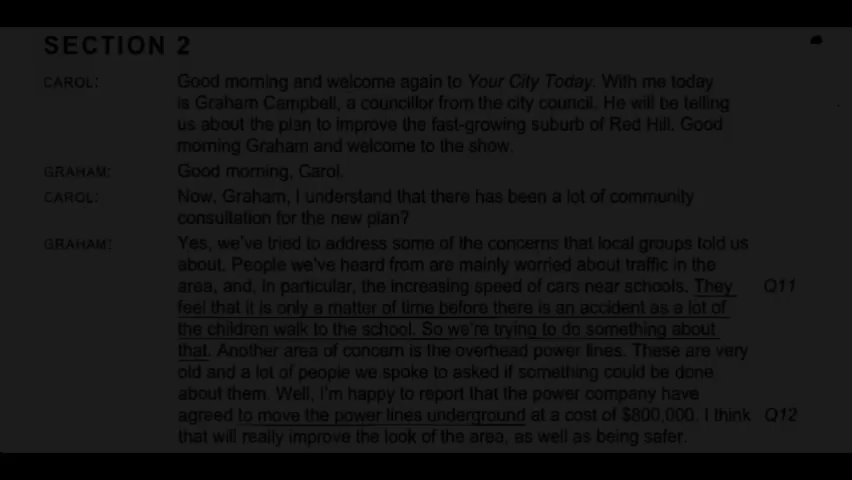 SECTION 2
CAROL: Good morning and welcome again to Your City Today. With me today
is Graham Campbell, a councillor from the city council. He will be telling
us about the plan to improve the fast-growing suburb of Red Hill. Good
morning Graham and welcome to the show.
GRAHAM: Good morning, Carol.
CAROL: Now, Graham, I understand that there has been a lot of community
consultation for the new plan?
GRAHAM: Yes, we've tried to address some of the concerns that local groups told us
about. People we've heard from are mainly worried about traffic in the
area, and, in particular, the increasing speed of cars near schools. They Q11
feel that it is only a matter of time before there is an accident as a lot of
the children walk to the school. So we're trying to do something about
that. Another area of concern is the overhead power lines. These are very
old and a lot of people we spoke to asked if something could be done
about them. Well, I'm happy to report that the power company have
agreed to move the power lines underground at a cost of $800,000. I think Q12
that will really improve the look of the area, as well as being safer.